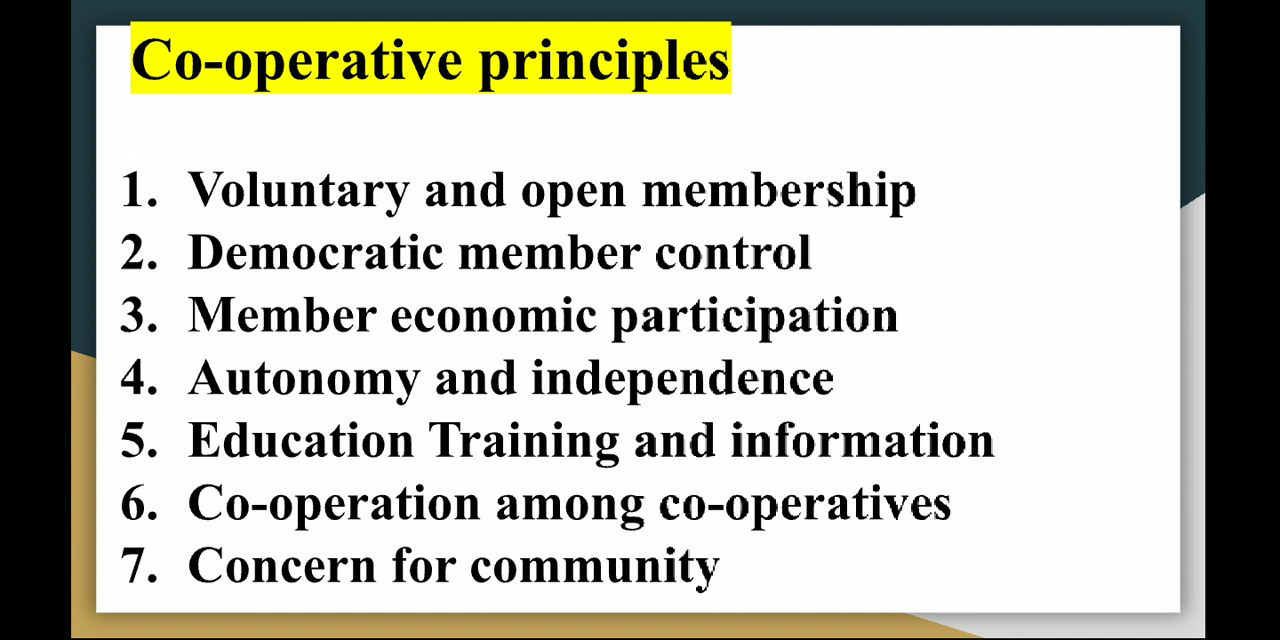 Co-operative principles
1. Voluntary and open membership
2. Democratic member control
3. Member economic participation
4. Autonomy and independence
5. Education Training and information
6. Co-operation among co-operatives
7. Concern for community